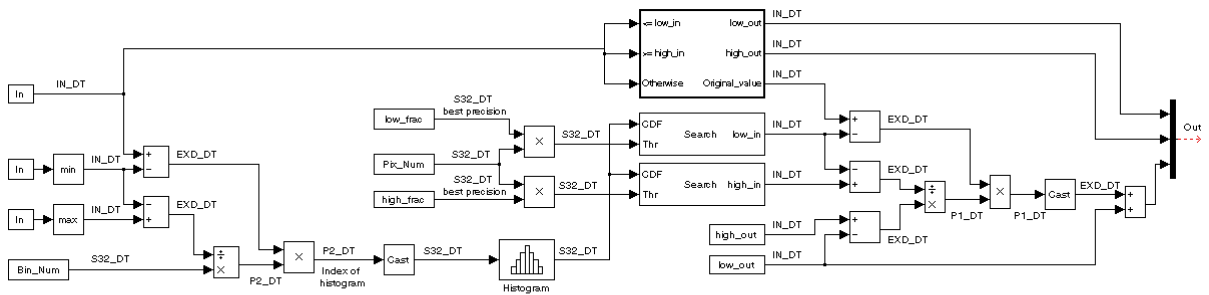 <= low_in
low_out
IN_DT
>= high_in
high_out
IN_DT
Otherwise
Original_value
IN_DT
In
IN_DT
In
min
IN_DT
+
−
EXD_DT
In
max
IN_DT
−
+
EXD_DT
Bin_Num
S32_DT
÷
×
P2_DT
×
P2_DT
Index of
histogram
Cast
S32_DT
Histogram
S32_DT
low_frac
S32_DT
best precision
Pix_Num
S32_DT
high_frac
S32_DT
best precision
×
S32_DT
×
S32_DT
CDF
Thr
Search
low_in
IN_DT
CDF
Thr
Search
high_in
IN_DT
+
−
EXD_DT
−
+
EXD_DT
high_out
IN_DT
low_out
IN_DT
+
−
EXD_DT
÷
×
P1_DT
×
P1_DT
Cast
EXD_DT
+
+
Out